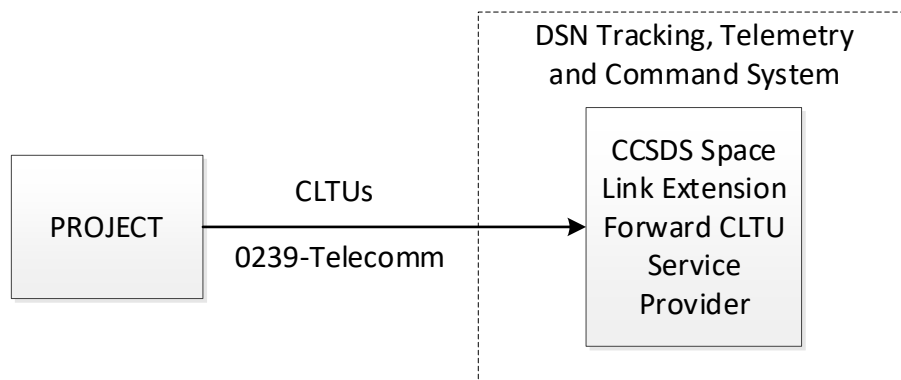 DSN Tracking, Telemetry
and Command System
PROJECT
CLTUs
0239-Telecomm
CCSDS Space
Link Extension
Forward CLTU
Service
Provider